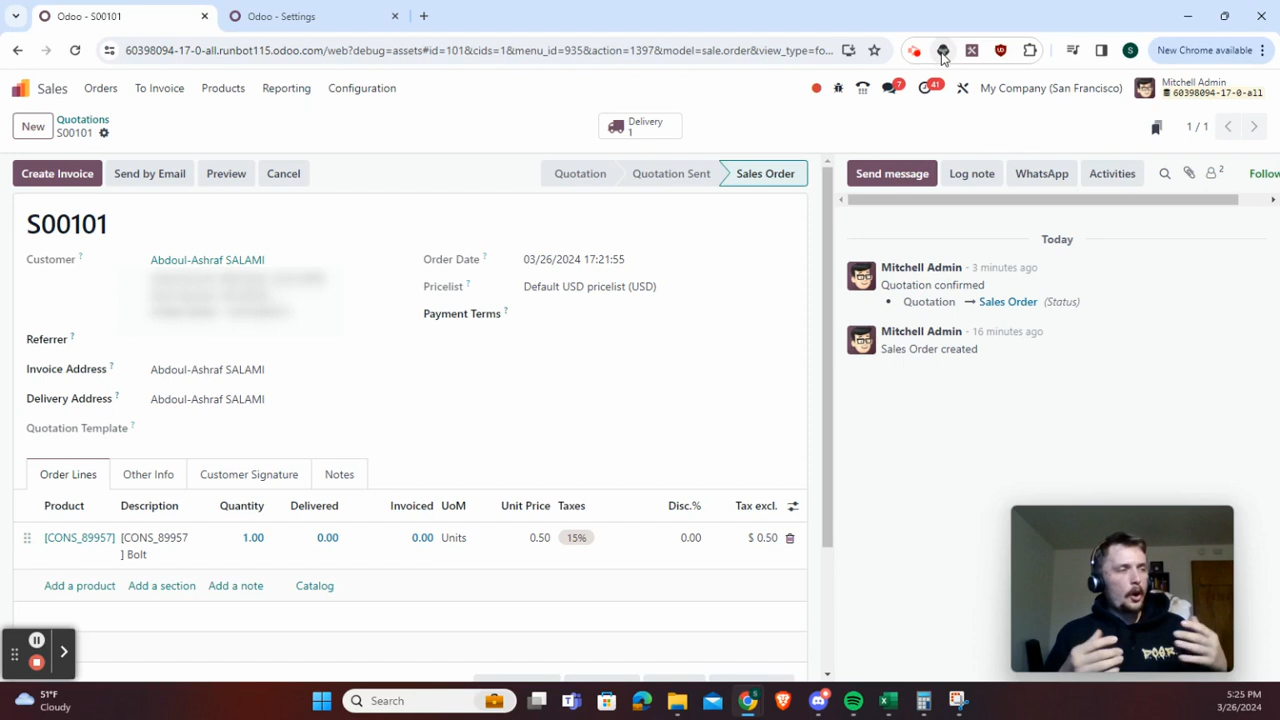 Odoo - S00101
Odoo - Settings
60398094-17-0-all.runbot115.odoo.com/web?debug=assets#id=101&cids=1&menu_id=935&action=1397&model=sale.order&view_type=fo...
S
New Chrome available
Sales
Orders
To Invoice
Products
Reporting
Configuration
7
41
My Company (San Francisco)
Mitchell Admin
60398094-17-0-all
New
Quotations
S00101
Delivery
1
1 / 1
Create Invoice
Send by Email
Preview
Cancel
Quotation
Quotation Sent
Sales Order
Send message
Log note
WhatsApp
Activities
2
Follow
S00101
Customer ?
Abdoul-Ashraf SALAMI
Order Date ?
03/26/2024 17:21:55
Pricelist ?
Default USD pricelist (USD)
Payment Terms ?
Referrer ?
Invoice Address ?
Abdoul-Ashraf SALAMI
Delivery Address ?
Abdoul-Ashraf SALAMI
Quotation Template ?
Today
Mitchell Admin - 3 minutes ago
Quotation confirmed
• Quotation → Sales Order (Status)
Mitchell Admin - 16 minutes ago
Sales Order created
Order Lines
Other Info
Customer Signature
Notes
Product Description Quantity Delivered Invoiced UoM Unit Price Taxes Disc.% Tax excl.
[CONS_89957] [CONS_89957 1.00 0.00 0.00 Units 0.50 15% 0.00 $ 0.50
] Bolt
Add a product Add a section Add a note Catalog
51°F
Cloudy
Search
5:25 PM
3/26/2024